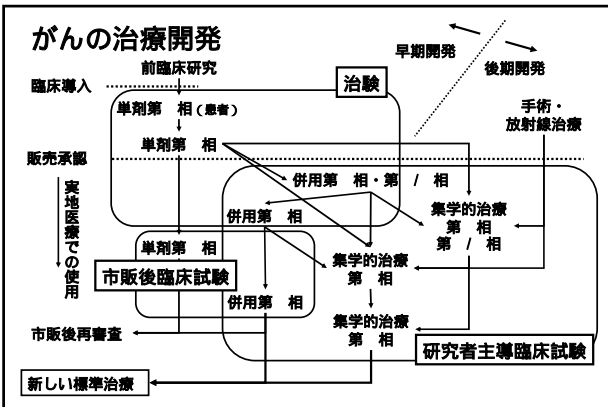 がんの治療開発
早期開発
後期開発
前臨床研究
治験
臨床導入
単剤第 相(患者)
手術・
放射線治療
単剤第 相
販売承認
併用第 相・第 / 相
実地医療での使用
併用第 相
集学的治療
第 相
第 / 相
単剤第 相
集学的治療
第 相
市販後臨床試験
併用第 相
集学的治療
第 相
市販後再審査
研究者主導臨床試験
新しい標準治療